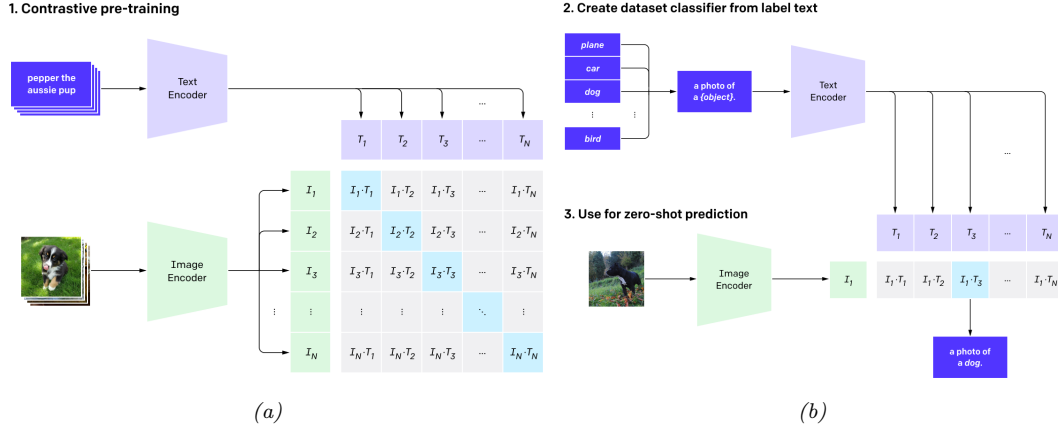 1. Contrastive pre-training
pepper the
aussie pup
Text
Encoder
...
T1 T2 T3 ... TN
I1 I1·T1 I1·T2 I1·T3 ... I1·TN
I2 I2·T1 I2·T2 I2·T3 ... I2·TN
Image
Encoder
I3 I3·T1 I3·T2 I3·T3 ... I3·TN
⋮ ⋮ ⋮ ⋮ ⋮ ⋱ ⋮
IN IN·T1 IN·T2 IN·T3 ... IN·TN
(a)
2. Create dataset classifier from label text
plane
car
dog
⋮ ⋮
bird
a photo of
a {object}.
Text
Encoder
...
3. Use for zero-shot prediction
T1 T2 T3 ... TN
Image
Encoder
I1 I1·T1 I1·T2 I1·T3 ... I1·TN
a photo of
a dog.
(b)